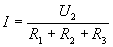 I = U₂ / (R₁ + R₂ + R₃)